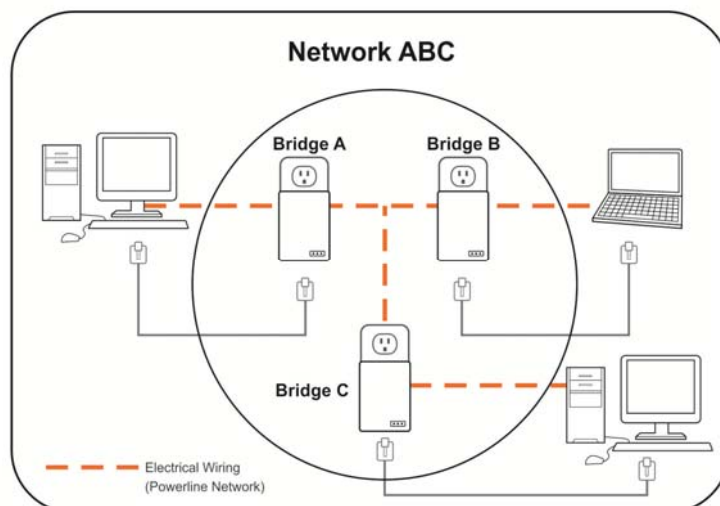 Network ABC
Bridge A
Bridge B
Bridge C
Electrical Wiring
(Powerline Network)